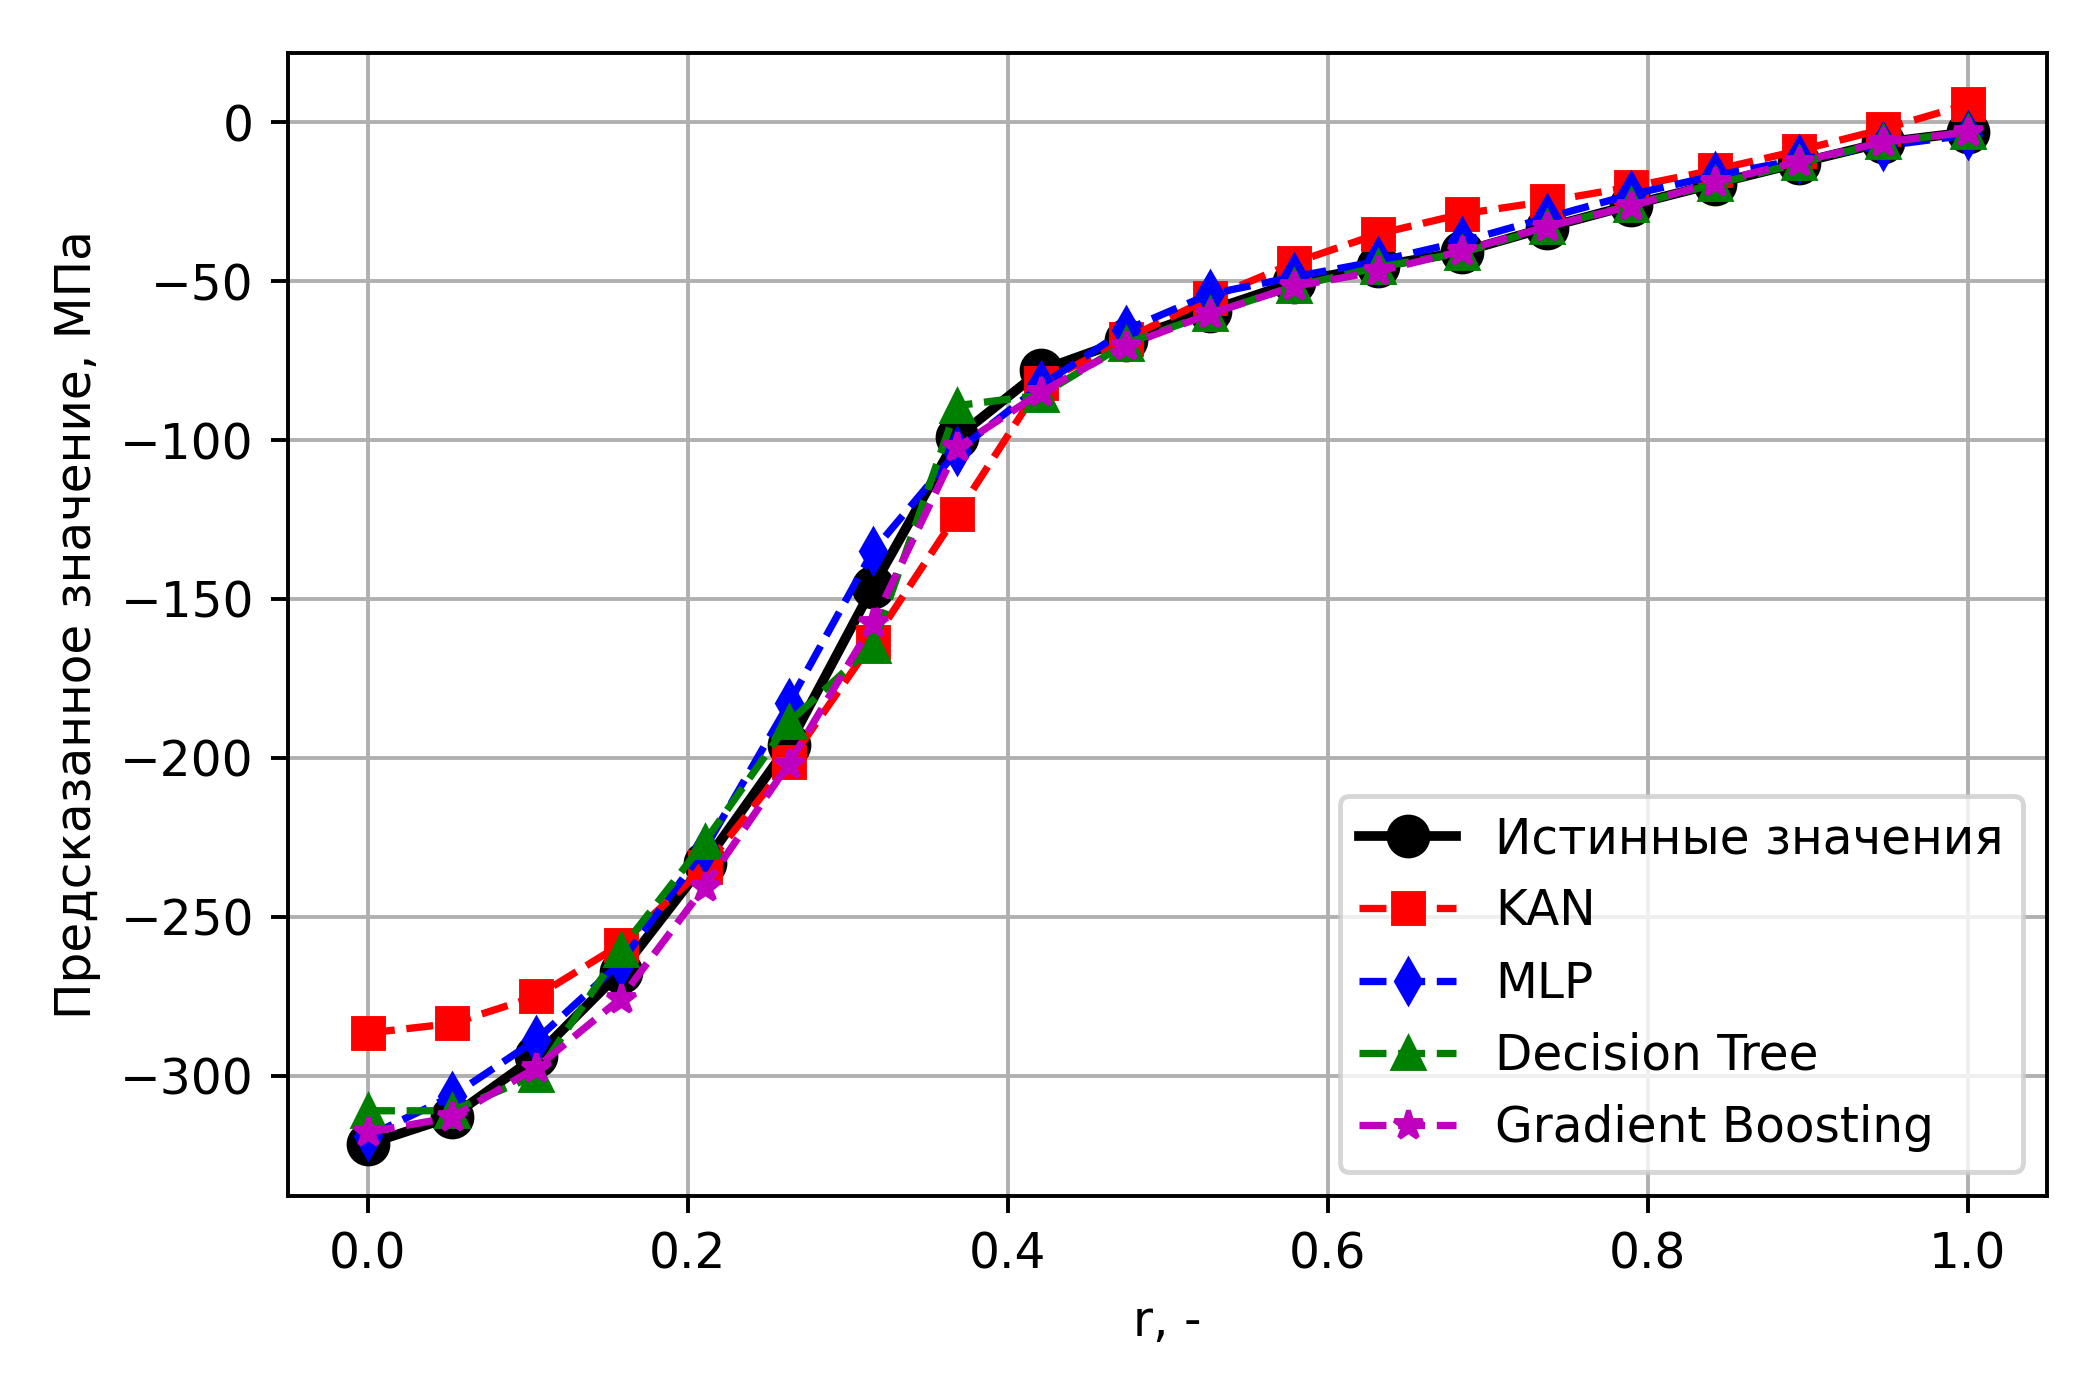 Предсказанное значение, МПа
0
−50
−100
−150
−200
−250
−300
Истинные значения
KAN
MLP
Decision Tree
Gradient Boosting
0.0
0.2
0.4
0.6
0.8
1.0
r, -